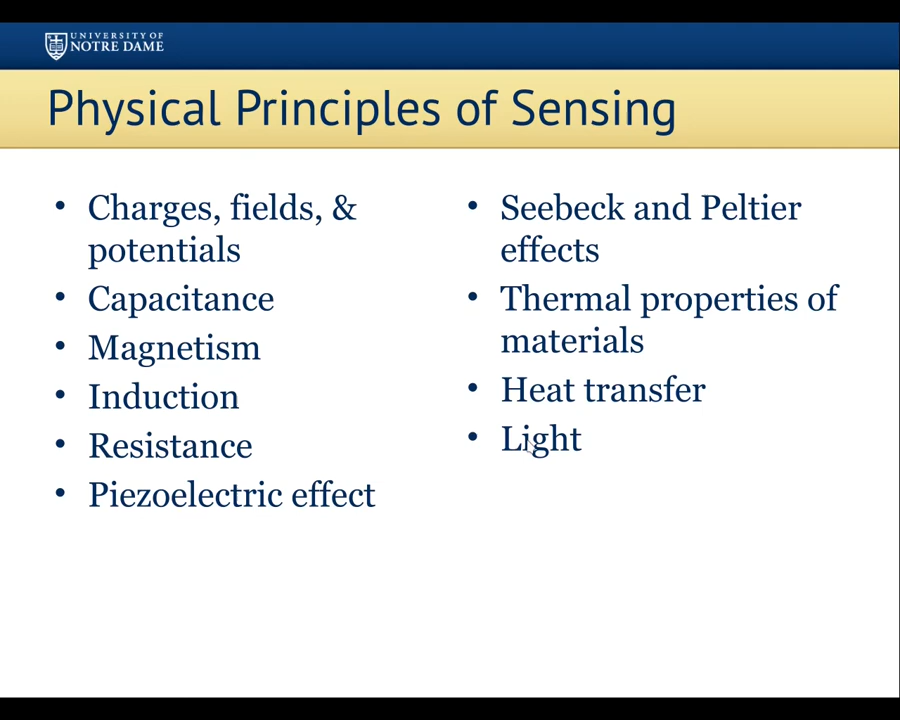 UNIVERSITY OF
NOTRE DAME
Physical Principles of Sensing
• Charges, fields, &
potentials
• Capacitance
• Magnetism
• Induction
• Resistance
• Piezoelectric effect
• Seebeck and Peltier
effects
• Thermal properties of
materials
• Heat transfer
• Light